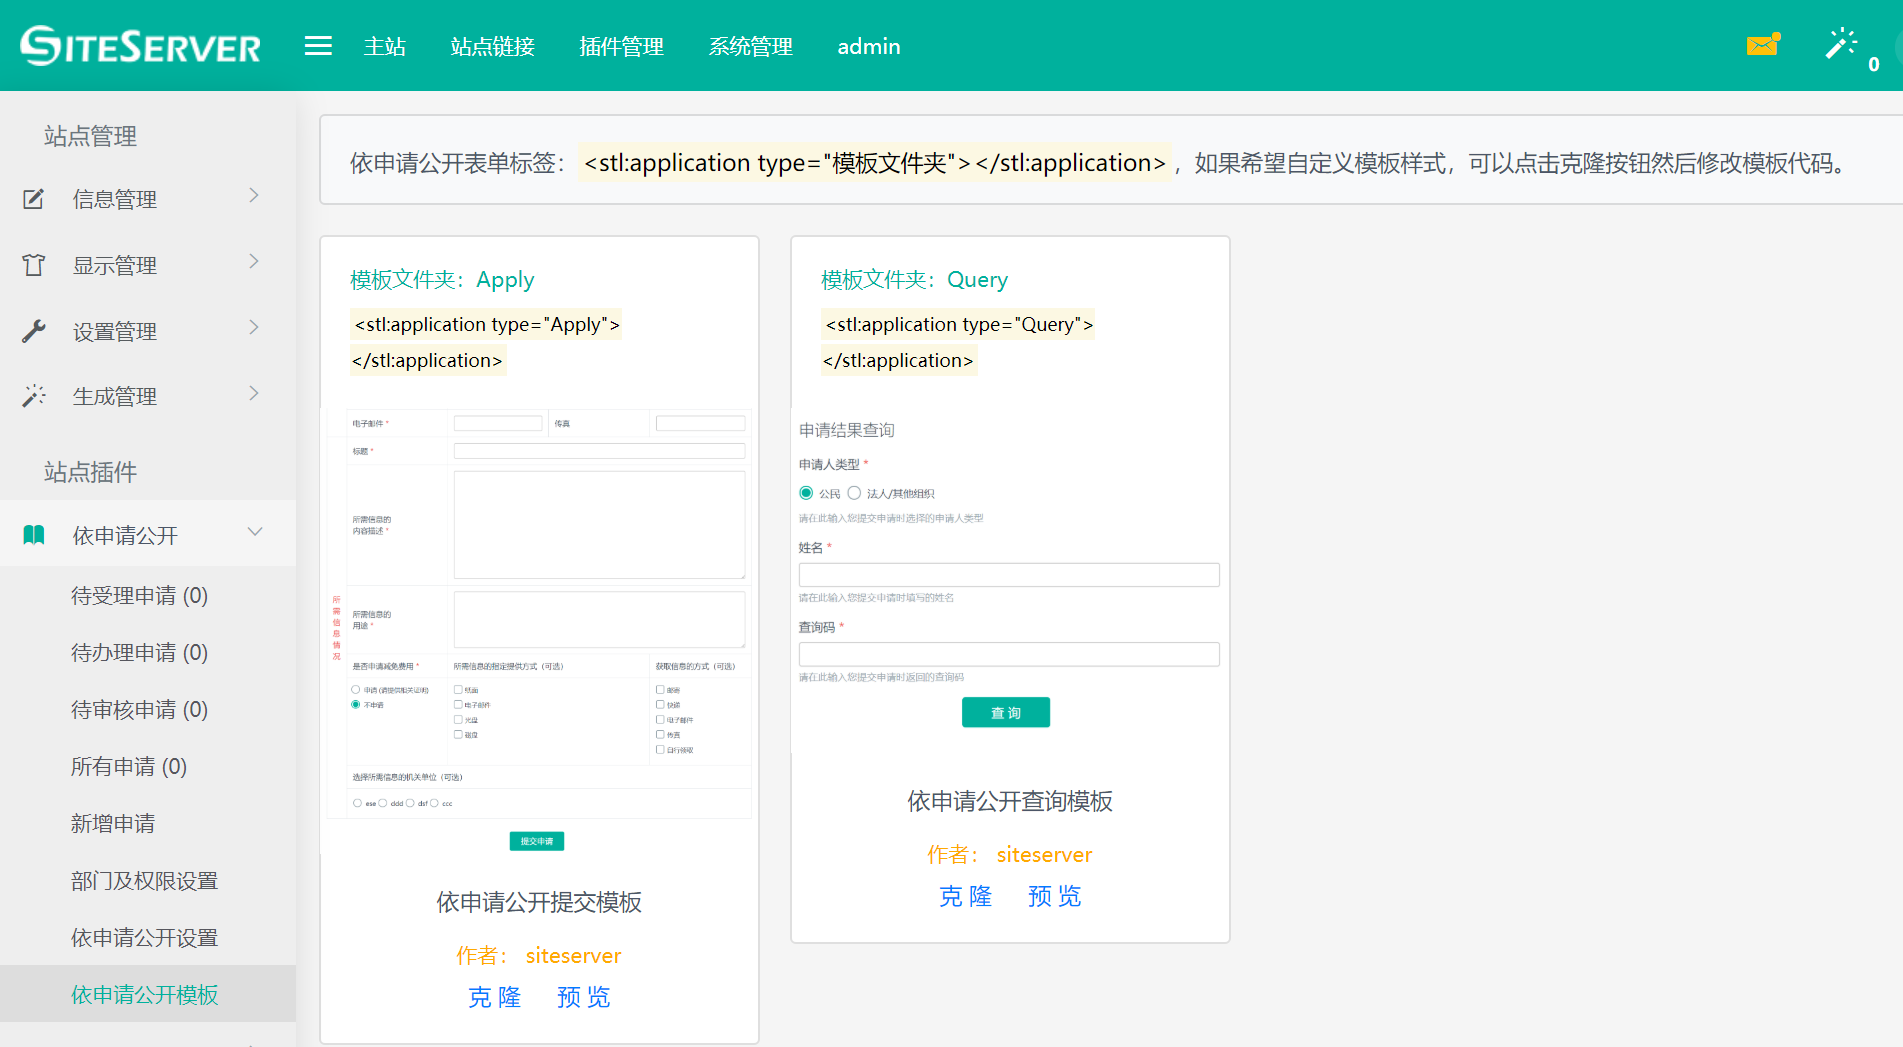 SITESERVER
主站
站点链接
插件管理
系统管理
admin
0
站点管理
信息管理
显示管理
设置管理
生成管理
站点插件
依申请公开
待受理申请 (0)
待办理申请 (0)
待审核申请 (0)
所有申请 (0)
新增申请
部门及权限设置
依申请公开设置
依申请公开模板
依申请公开表单标签：<stl:application type="模板文件夹"></stl:application>，如果希望自定义模板样式，可以点击克隆按钮然后修改模板代码。
模板文件夹：Apply
<stl:application type="Apply">
</stl:application>
电子邮件 *
传真
标题 *
所需信息的
内容描述 *
所需信息情况
所需信息的
用途 *
是否申请减免费用 *
所需信息的指定提供方式（可选）
获取信息的方式（可选）
申请 (请提供相关证明)
不申请
纸面
电子邮件
光盘
磁盘
邮寄
快递
电子邮件
传真
自行领取
选择所需信息的机关单位（可选）
ese ddd dsf ccc
提交申请
依申请公开提交模板
作者： siteserver
克 隆 预 览
模板文件夹：Query
<stl:application type="Query">
</stl:application>
申请结果查询
申请人类型 *
公民 法人/其他组织
请在此输入您提交申请时选择的申请人类型
姓名 *
请在此输入您提交申请时填写的姓名
查询码 *
请在此输入您提交申请时返回的查询码
查 询
依申请公开查询模板
作者： siteserver
克 隆 预 览